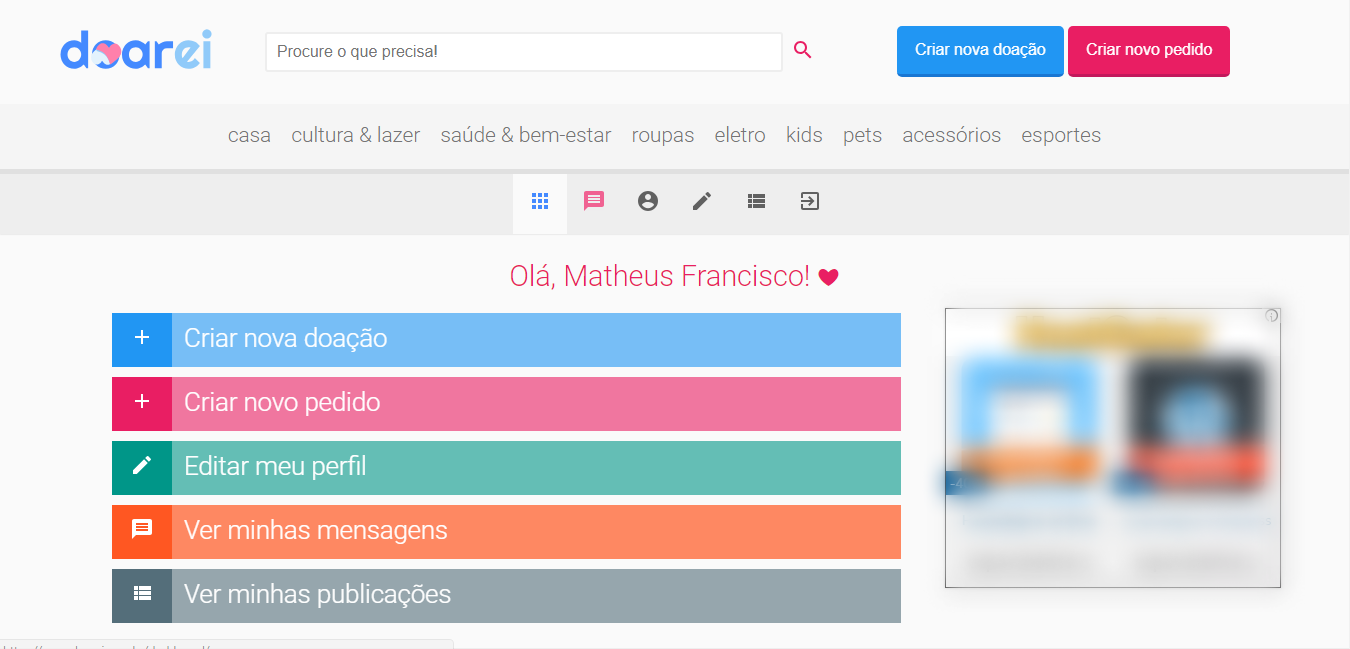 doarei
Procure o que precisa!
Criar nova doação
Criar novo pedido
casa cultura & lazer saúde & bem-estar roupas eletro kids pets acessórios esportes
Olá, Matheus Francisco!
Criar nova doação
Criar novo pedido
Editar meu perfil
Ver minhas mensagens
Ver minhas publicações